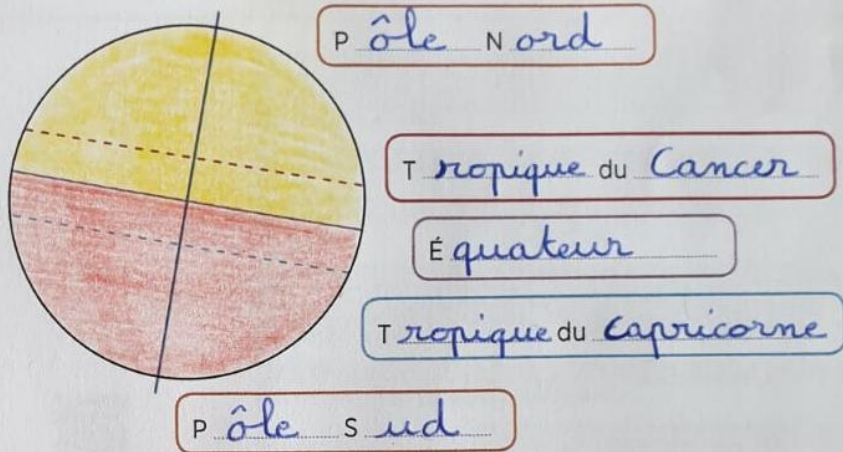 Pôle Nord
Tropique du Cancer
Équateur
Tropique du Capricorne
Pôle Sud